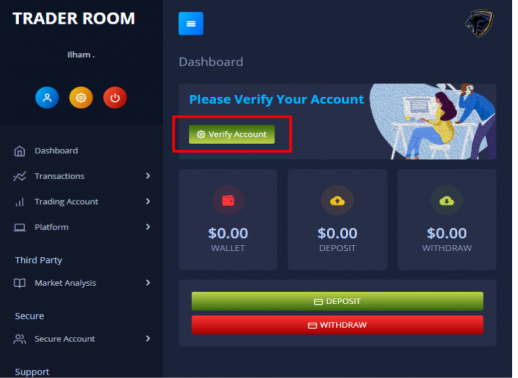 TRADER ROOM
Ilham .
Dashboard
Transactions
Trading Account
Platform
Third Party
Market Analysis
Secure
Secure Account
Support
Dashboard
Please Verify Your Account
Verify Account
$0.00
WALLET
$0.00
DEPOSIT
$0.00
WITHDRAW
DEPOSIT
WITHDRAW